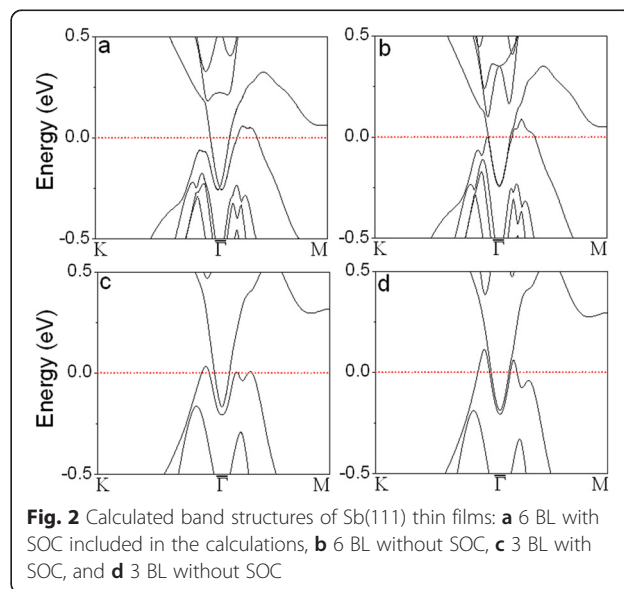 a
b
0.5
0.0
-0.5
Energy (eV)
K
Γ̅
M
0.5
0.0
-0.5
Energy (eV)
K
Γ̅
M
c
d
0.5
0.0
-0.5
Energy (eV)
K
Γ̅
M
0.5
0.0
-0.5
K
Γ̅
M
Fig. 2 Calculated band structures of Sb(111) thin films: a 6 BL with
SOC included in the calculations, b 6 BL without SOC, c 3 BL with
SOC, and d 3 BL without SOC